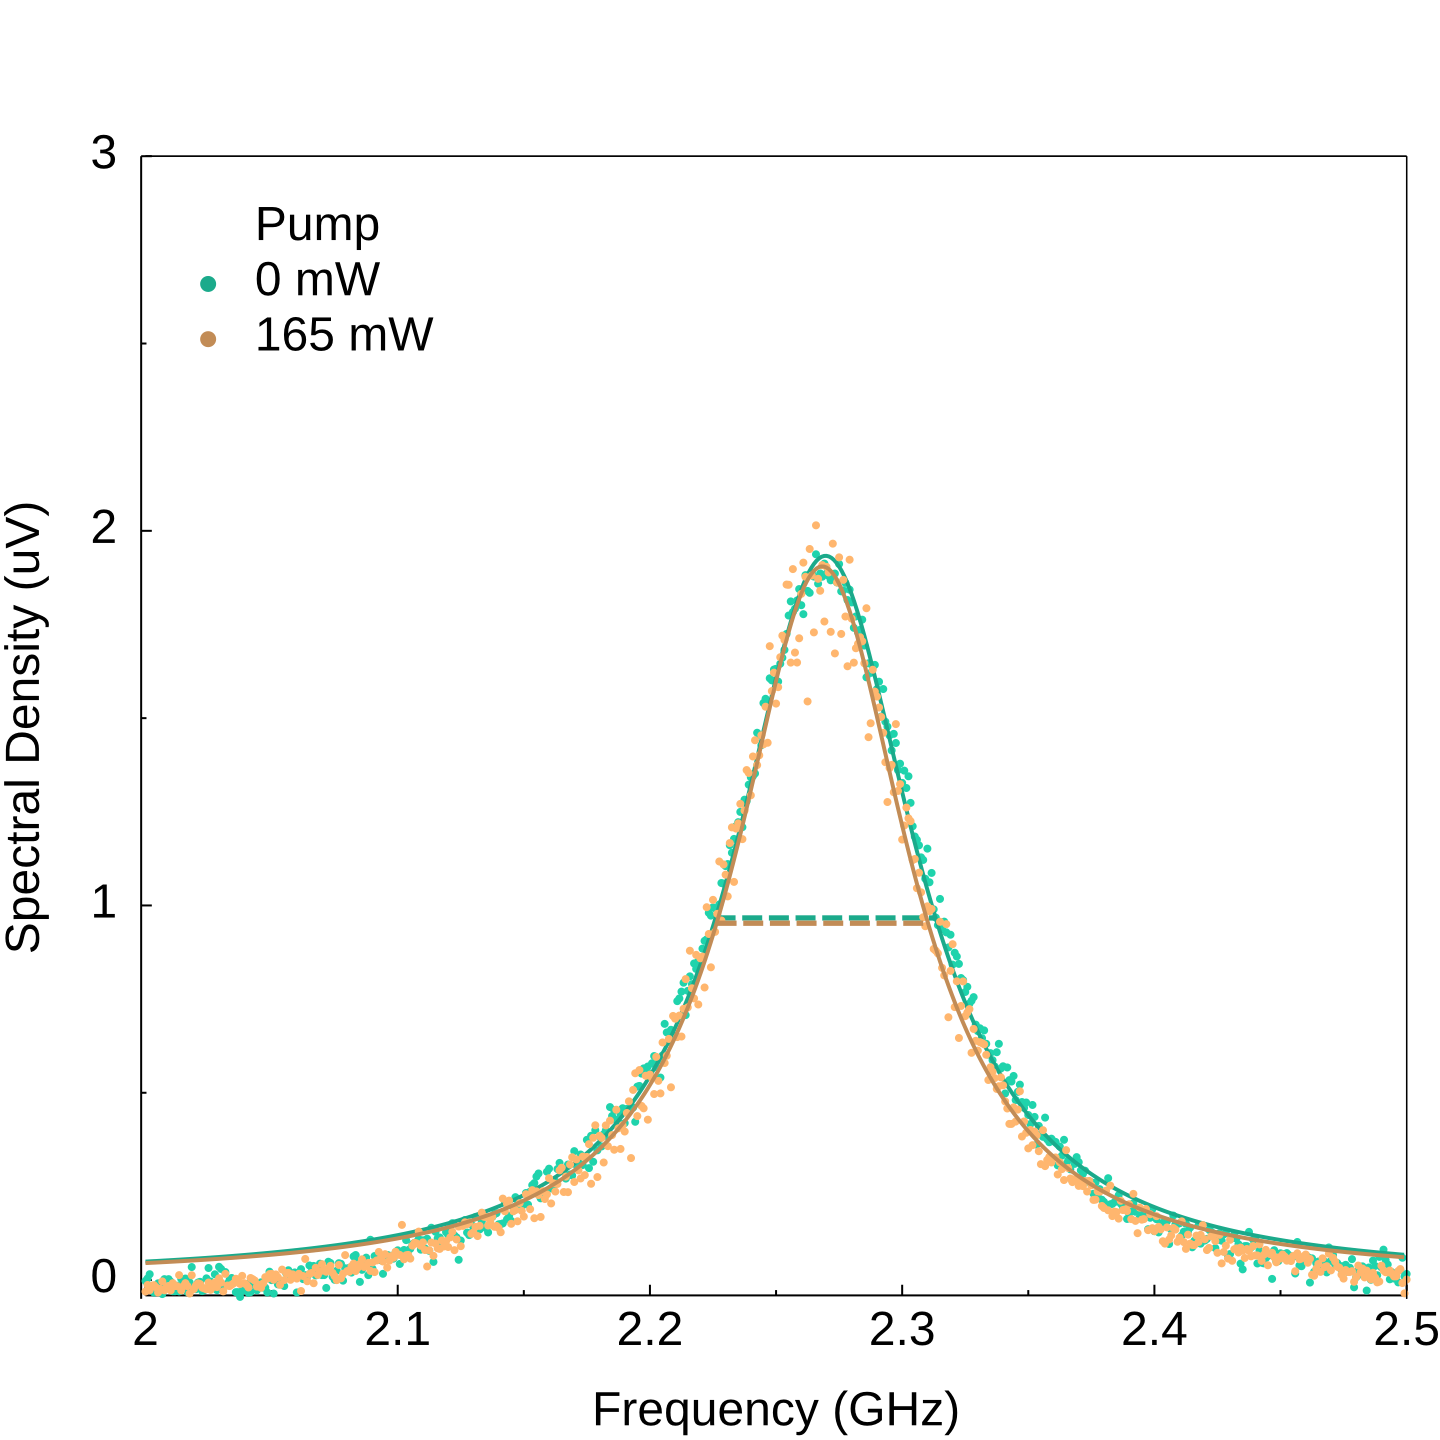 3
Pump
0 mW
165 mW
2
1
0
Spectral Density (uV)
2 2.1 2.2 2.3 2.4 2.5
Frequency (GHz)